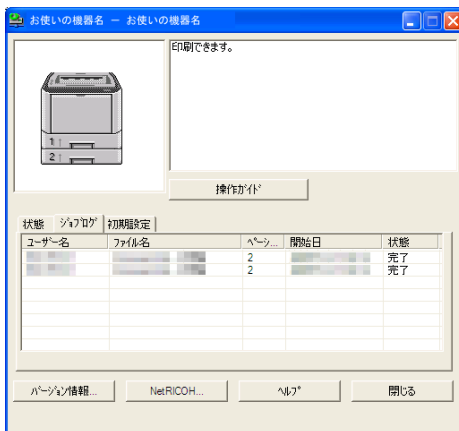 お使いの機器名 － お使いの機器名
印刷できます。
1
2
操作ガイド
状態 ジョブログ 初期設定
ユーザー名 ファイル名 ページ... 開始日 状態
2 完了
2 完了
バージョン情報... NetRICOH... ヘルプ 閉じる